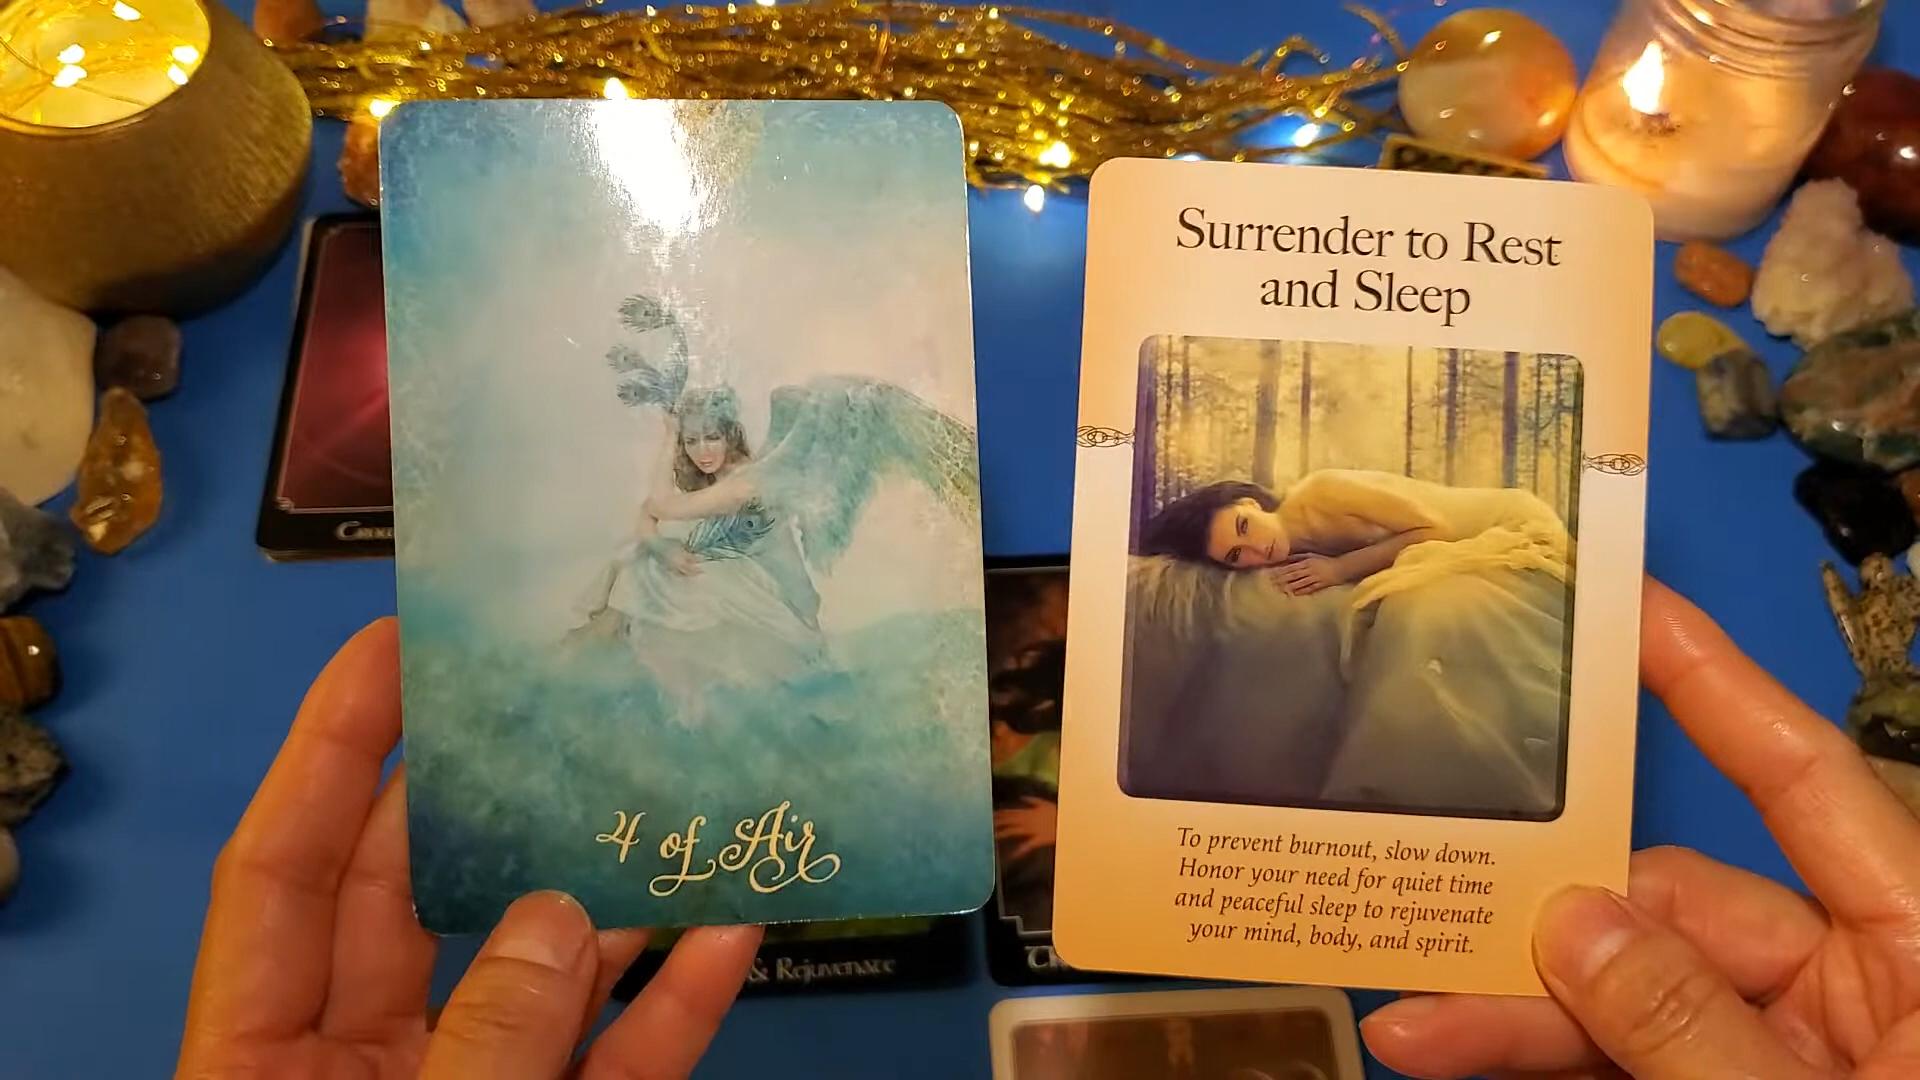 Surrender to Rest
and Sleep
4 of Air
To prevent burnout, slow down.
Honor your need for quiet time
and peaceful sleep to rejuvenate
your mind, body, and spirit.
& Rejuvenate